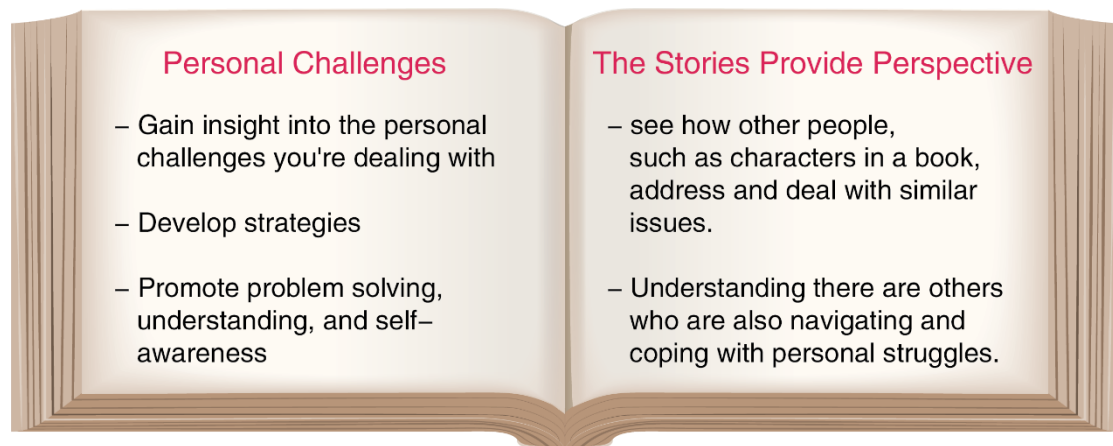 Personal Challenges
– Gain insight into the personal
challenges you're dealing with
– Develop strategies
– Promote problem solving,
understanding, and self–
awareness
The Stories Provide Perspective
– see how other people,
such as characters in a book,
address and deal with similar
issues.
– Understanding there are others
who are also navigating and
coping with personal struggles.